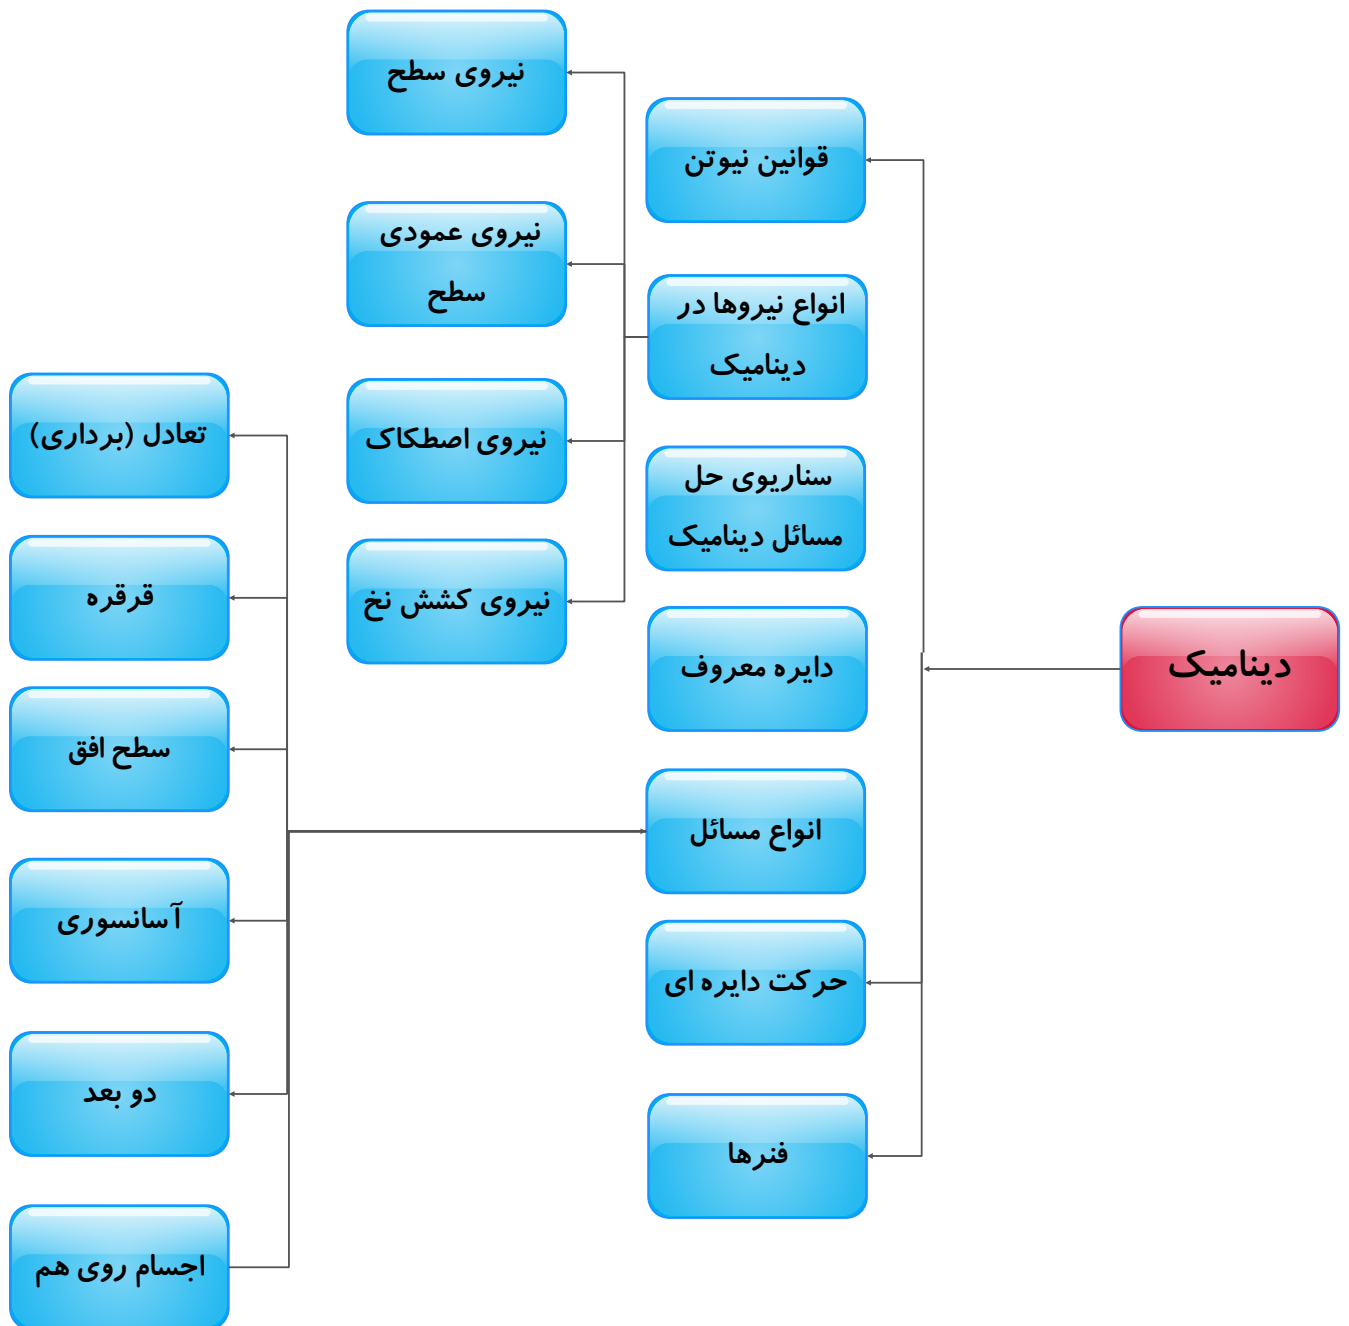 دینامیک
قوانین نیوتن
انواع نیروها در
دینامیک
سناریوی حل
مسائل دینامیک
دایره معروف
انواع مسائل
حرکت دایره ای
فنرها
نیروی سطح
نیروی عمودی
سطح
نیروی اصطکاک
نیروی کشش نخ
تعادل (برداری)
قرقره
سطح افق
آسانسوری
دو بعد
اجسام روی هم